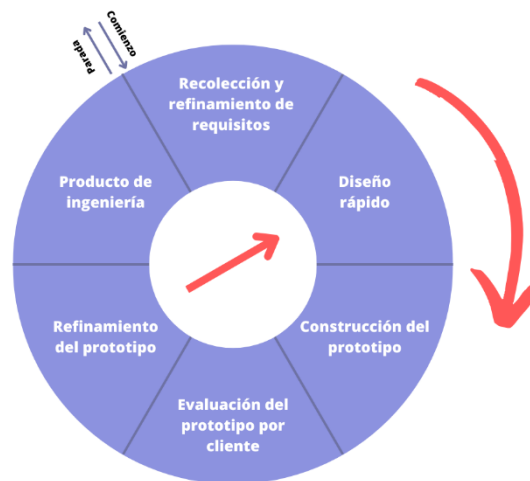 Comienzo
Parada
Recolección y
refinamiento de
requisitos
Diseño
rápido
Construcción del
prototipo
Evaluación del
prototipo por
cliente
Refinamiento
del prototipo
Producto de
ingeniería